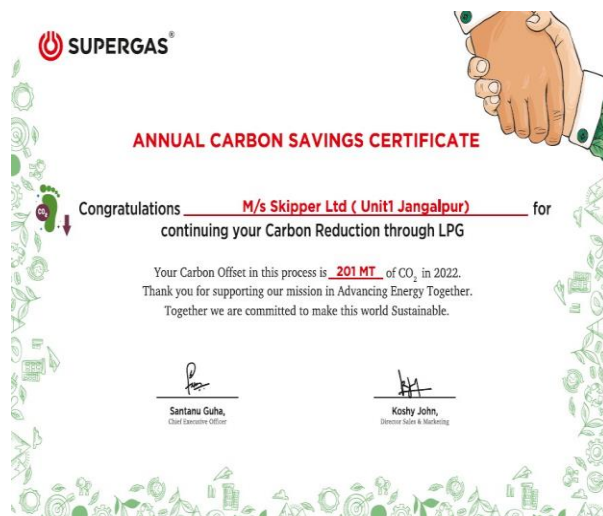 SUPERGAS®
ANNUAL CARBON SAVINGS CERTIFICATE
CO₂
Congratulations M/s Skipper Ltd ( Unit1 Jangalpur) for
continuing your Carbon Reduction through LPG
Your Carbon Offset in this process is 201 MT of CO₂ in 2022.
Thank you for supporting our mission in Advancing Energy Together.
Together we are committed to make this world Sustainable.
Santanu Guha,
Chief Executive Officer
Koshy John,
Director Sales & Marketing